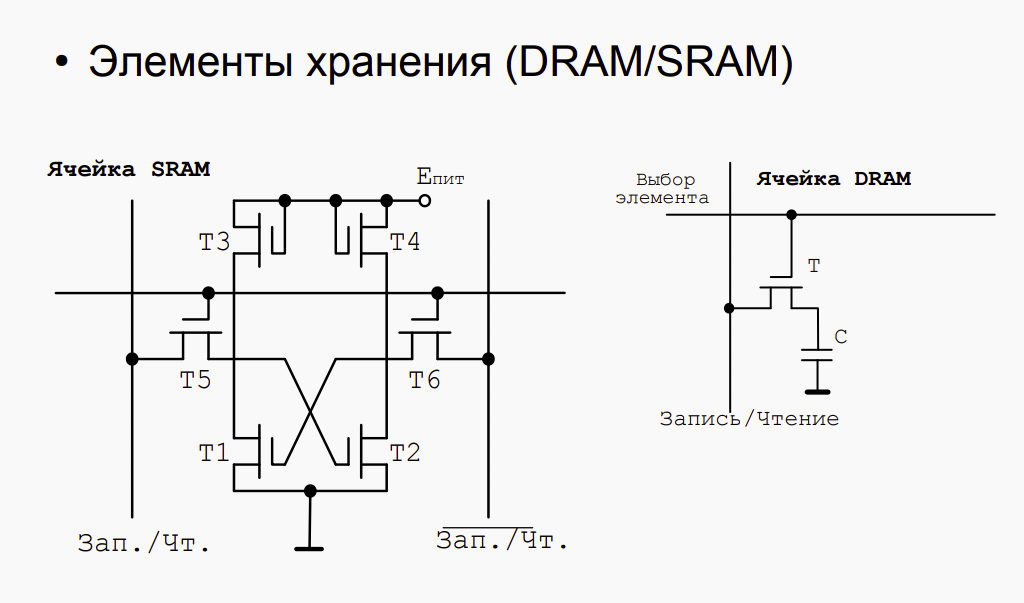 • Элементы хранения (DRAM/SRAM)
Ячейка SRAM
Eпит
T3
T4
T5
T6
T1
T2
Зап./Чт.
Зап./Чт.
Выбор
элемента
Ячейка DRAM
T
C
Запись/Чтение